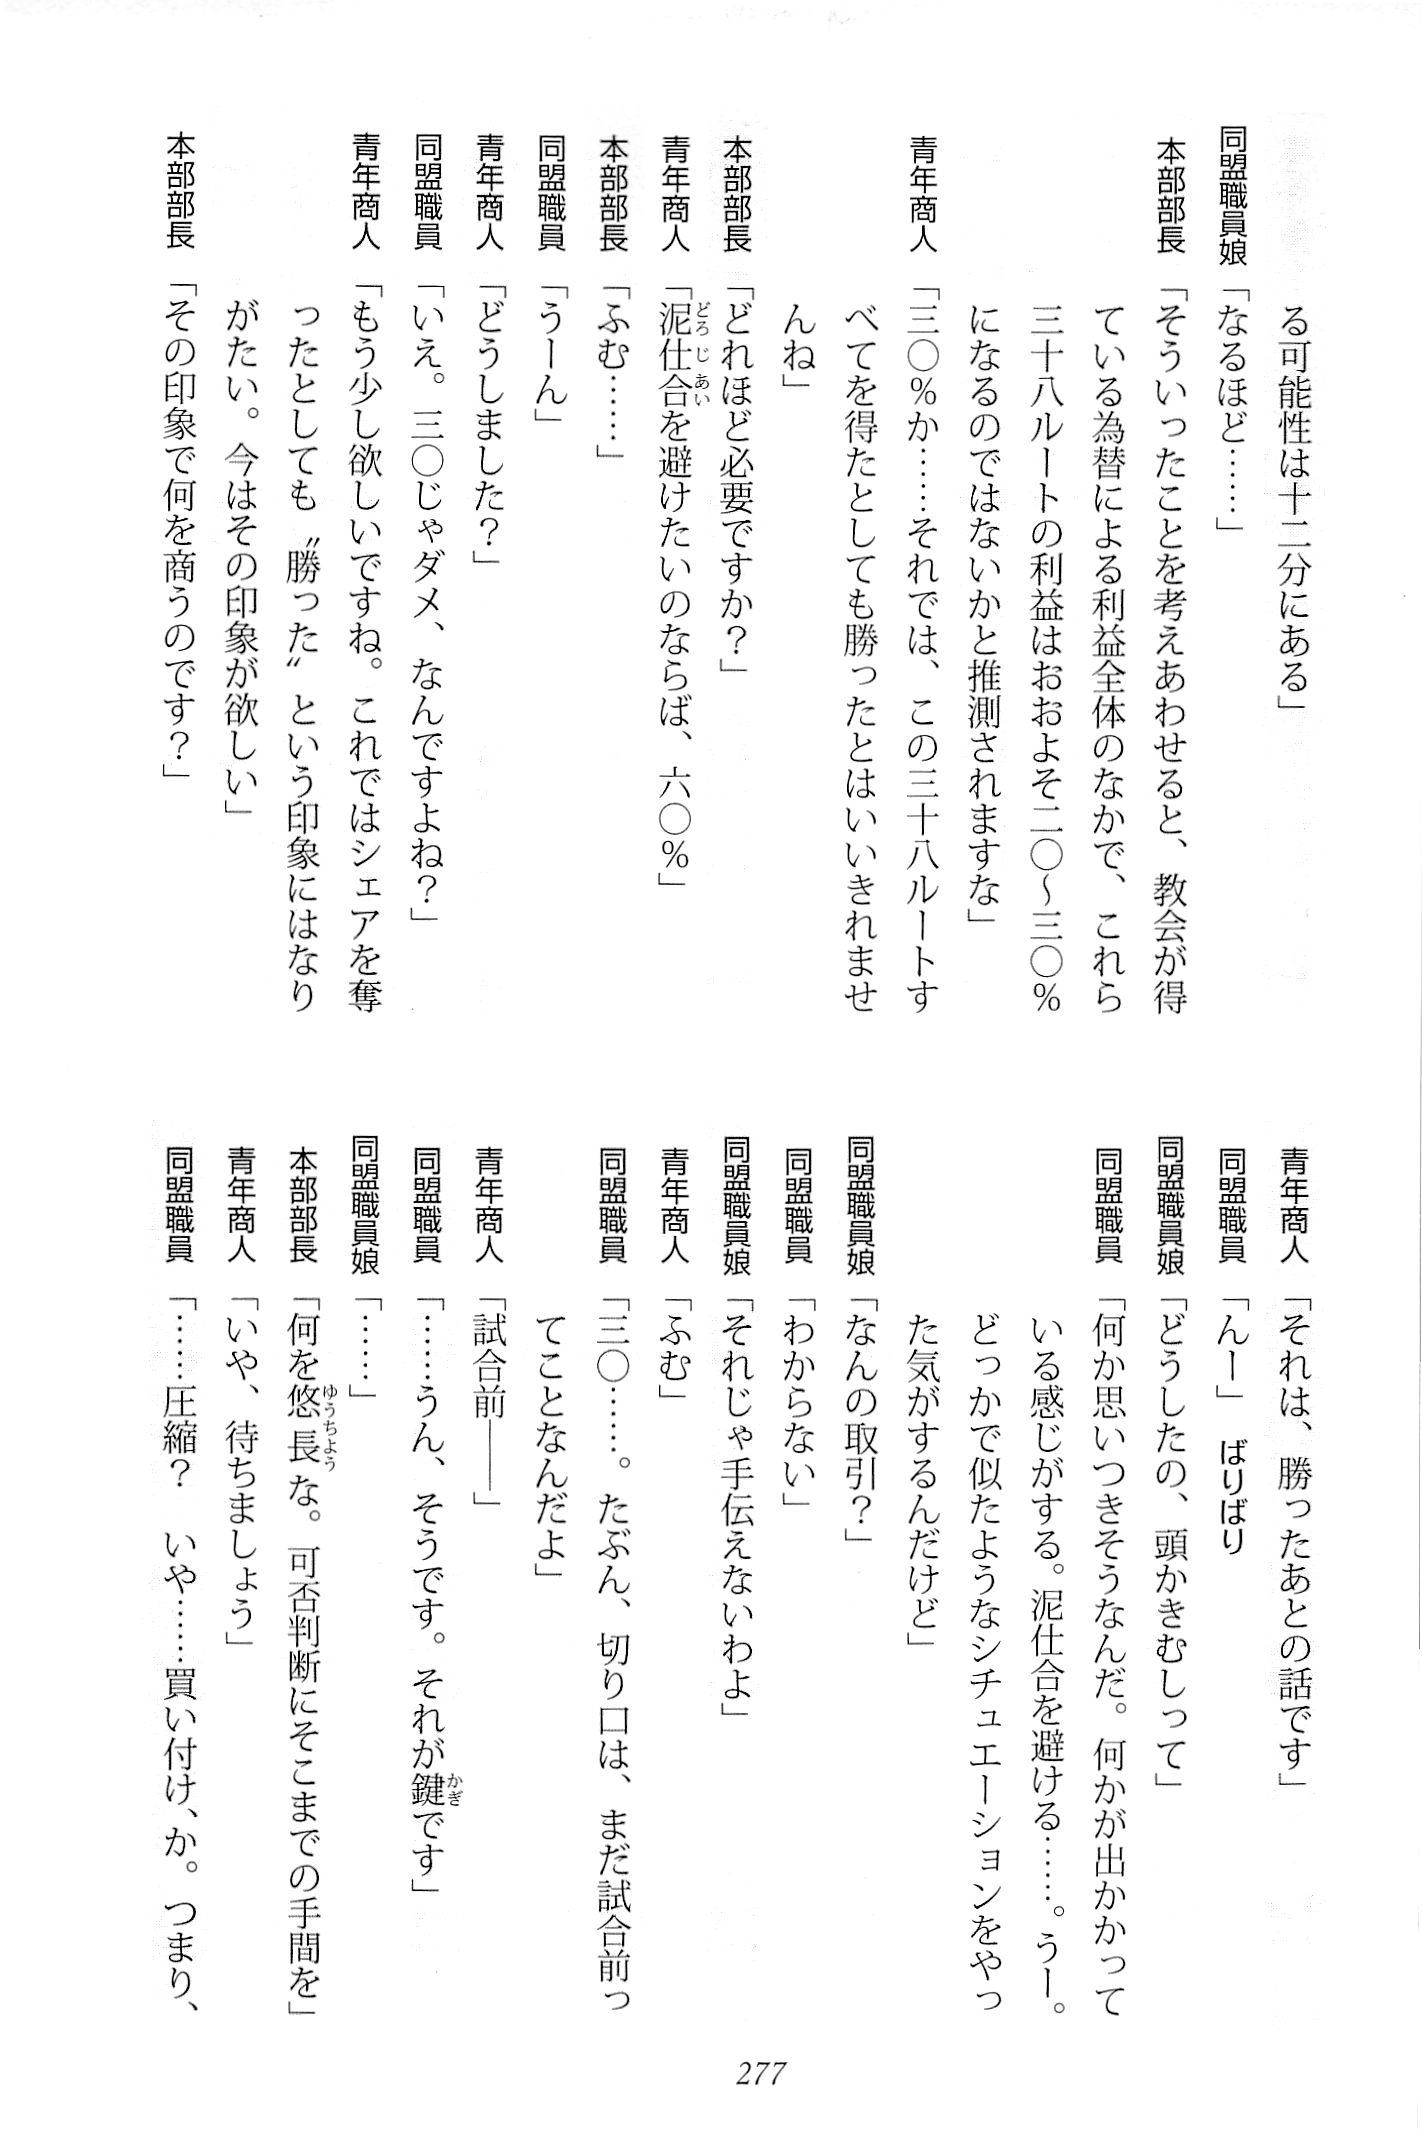 る可能性は十二分にある」
同盟職員娘「なるほど……」
本部部長「そういったことを考えあわせると、教会が得
ている為替による利益全体のなかで、これら
三十八ルートの利益はおおよそ二〇〜三〇％
になるのではないかと推測されますな」
青年商人「三〇％か……それでは、この三十八ルートす
べてを得たとしても勝ったとはいいきれませ
んね」
本部部長「どれほど必要ですか？」
青年商人「泥仕合を避けたいのならば、六〇％」
どろじあい
本部部長「ふむ……」
同盟職員「うーん」
青年商人「どうしました？」
同盟職員「いえ。三〇じゃダメ、なんですよね？」
青年商人「もう少し欲しいですね。これではシェアを奪
ったとしても〝勝った〟という印象にはなり
がたい。今はその印象が欲しい」
本部部長「その印象で何を商うのです？」
青年商人「それは、勝ったあとの話です」
同盟職員「んー」ばりばり
同盟職員娘「どうしたの、頭かきむしって」
同盟職員「何か思いつきそうなんだ。何かが出かかって
いる感じがする。泥仕合を避ける……。うー。
どっかで似たようなシチュエーションをやっ
た気がするんだけど」
同盟職員娘「なんの取引？」
同盟職員「わからない」
同盟職員娘「それじゃ手伝えないわよ」
青年商人「ふむ」
同盟職員「三〇……。たぶん、切り口は、まだ試合前っ
てことなんだよ」
青年商人「試合前――」
同盟職員「……うん、そうです。それが鍵です」
かぎ
同盟職員娘「……」
本部部長「何を悠長な。可否判断にそこまでの手間を」
ゆうちょう
青年商人「いや、待ちましょう」
同盟職員「……圧縮？　いや……買い付け、か。つまり、
277